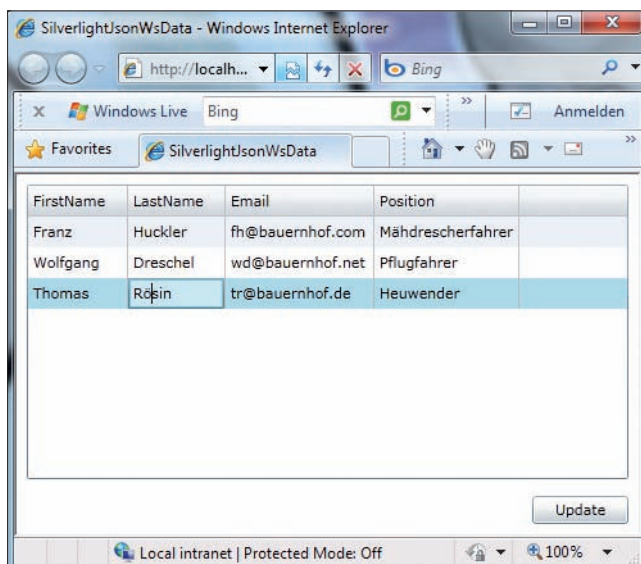 SilverlightJsonWsData - Windows Internet Explorer
http://localh... Bing
x Windows Live Bing >> Anmelden
Favorites SilverlightJsonWsData >>
FirstName LastName Email Position
Franz Huckler fh@bauernhof.com Mähdrescherfahrer
Wolfgang Dreschel wd@bauernhof.net Pflugfahrer
Thomas Rösin tr@bauernhof.de Heuwender
Update
Local intranet | Protected Mode: Off 100%